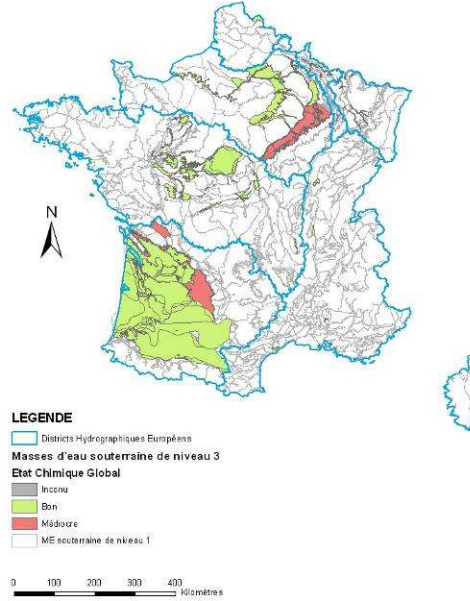 N
LEGENDE
Districts Hydrographiques Européens
Masses d'eau souterraine de niveau 3
Etat Chimique Global
Inconu
Bon
Médiocre
ME souterraine de niveau 1
0 100 200 300 400
Kilomètres